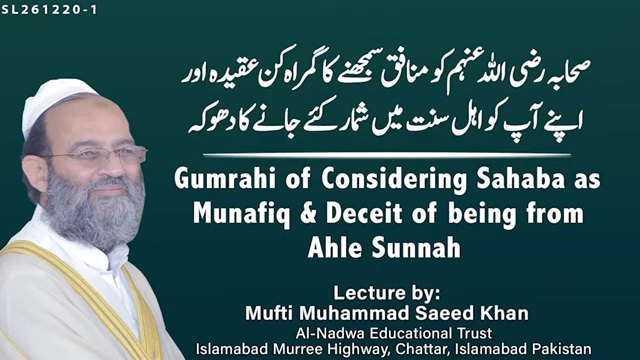 SL261220-1
صحابہ رضی اللہ عنہم کو منافق سمجھنے کا گمراہ کن عقیدہ اور
اپنے آپ کو اہل سنت میں شمار کئے جانے کا دھوکہ
Gumrahi of Considering Sahaba as
Munafiq & Deceit of being from
Ahle Sunnah
Lecture by:
Mufti Muhammad Saeed Khan
Al-Nadwa Educational Trust
Islamabad Murree Highway, Chattar, Islamabad Pakistan